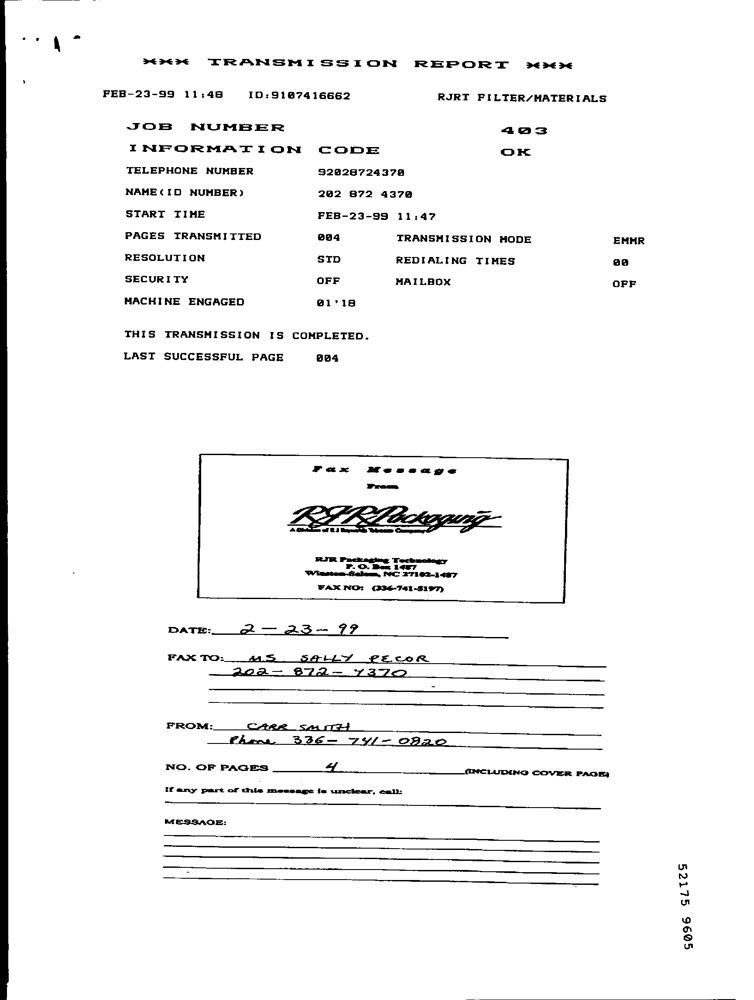 *** TRANSMISSION REPORT ***
FEB-23-99 11:48 ID:9107416662 RJRT FILTER/MATERIALS
JOB NUMBER 403
INFORMATION CODE OK
TELEPHONE NUMBER 92028724370
NAME(ID NUMBER) 202 872 4370
START TIME FEB-23-99 11:47
PAGES TRANSMITTED 004 TRANSMISSION MODE EMMR
RESOLUTION STD REDIALING TIMES 00
SECURITY OFF MAILBOX OFF
MACHINE ENGAGED 01'18
THIS TRANSMISSION IS COMPLETED.
LAST SUCCESSFUL PAGE 004
Fax Message
From
RJR Packaging
A Division of R.J. Reynolds Tobacco Company
RJR Packaging Technology
P. O. Box 1487
Winston-Salem, NC 27102-1487
FAX NO: (336-741-5197)
DATE: 2-23-99
FAX TO: MS SALLY PECOR
202-872-4370
FROM: CARR SMITH
Phone 336-741-0820
NO. OF PAGES 4 (INCLUDING COVER PAGE)
If any part of this message is unclear, call:
MESSAGE:
52175 9605